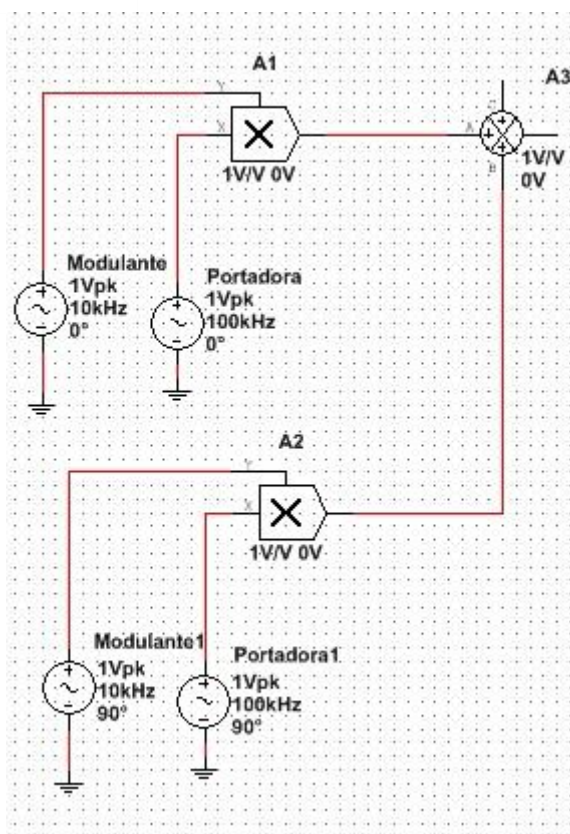 A1
A3
Y
C
X
A
1V/V 0V
1V/V
0V
B
Modulante
1Vpk
10kHz
0°
Portadora
1Vpk
100kHz
0°
A2
Y
X
1V/V 0V
Modulante1
1Vpk
10kHz
90°
Portadora1
1Vpk
100kHz
90°